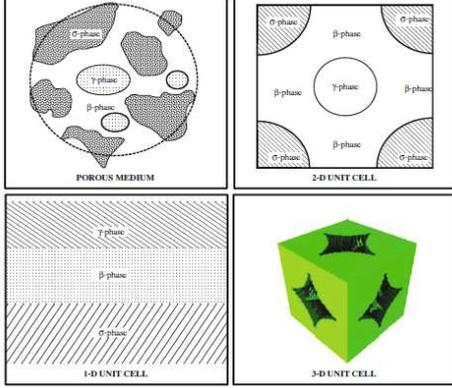 σ-phase
γ-phase
β-phase
σ-phase
POROUS MEDIUM
σ-phase
β-phase
σ-phase
β-phase
γ-phase
β-phase
β-phase
σ-phase
σ-phase
2-D UNIT CELL
γ-phase
β-phase
σ-phase
1-D UNIT CELL
3-D UNIT CELL